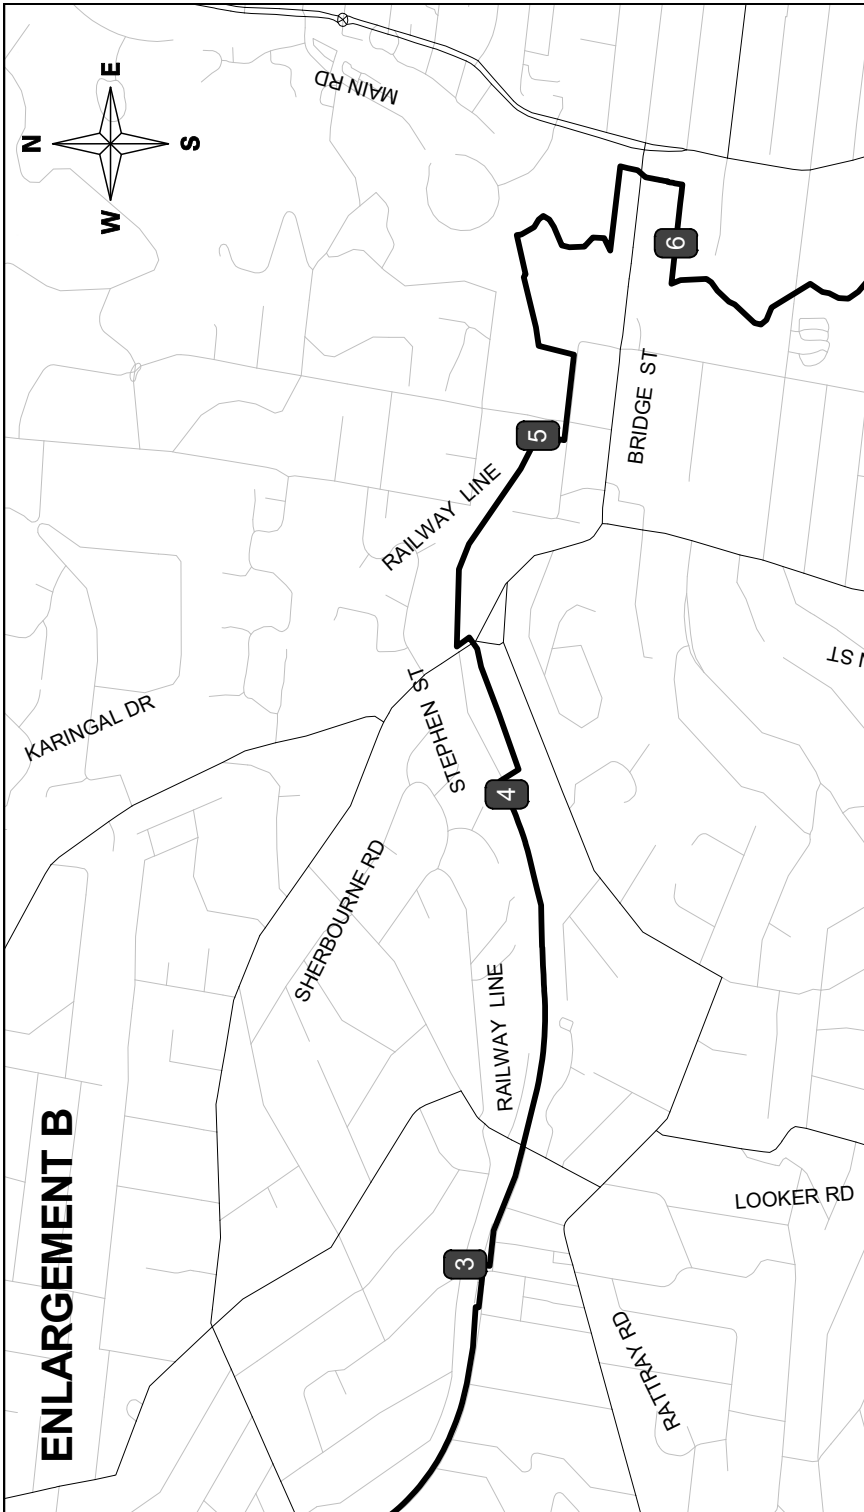 ENLARGEMENT B
N
E
S
W
MAIN RD
KARINGAL DR
SHERBOURNE RD
STEPHEN ST
RAILWAY LINE
RAILWAY LINE
BRIDGE ST
LOOKER RD
RATTRAY RD
3
4
5
6
ST